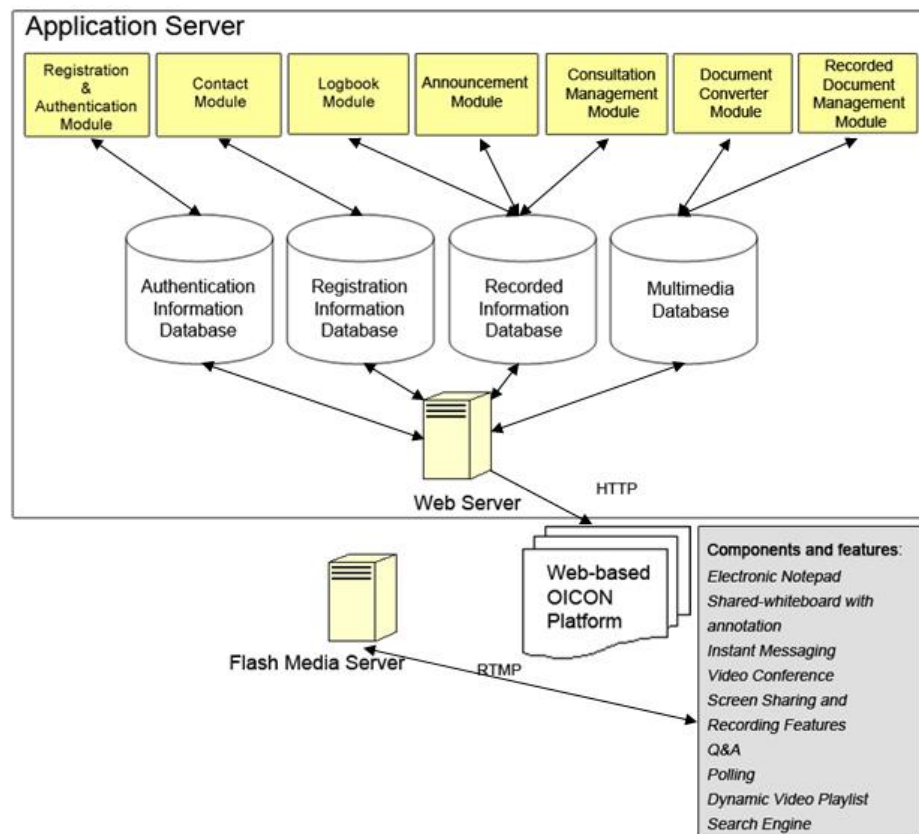 Application Server
Registration
&
Authentication
Module
Contact
Module
Logbook
Module
Announcement
Module
Consultation
Management
Module
Document
Converter
Module
Recorded
Document
Management
Module
Authentication
Information
Database
Registration
Information
Database
Recorded
Information
Database
Multimedia
Database
Web Server
HTTP
Web-based
OICON
Platform
Flash Media Server
RTMP
Components and features:
Electronic Notepad
Shared-whiteboard with
annotation
Instant Messaging
Video Conference
Screen Sharing and
Recording Features
Q&A
Polling
Dynamic Video Playlist
Search Engine